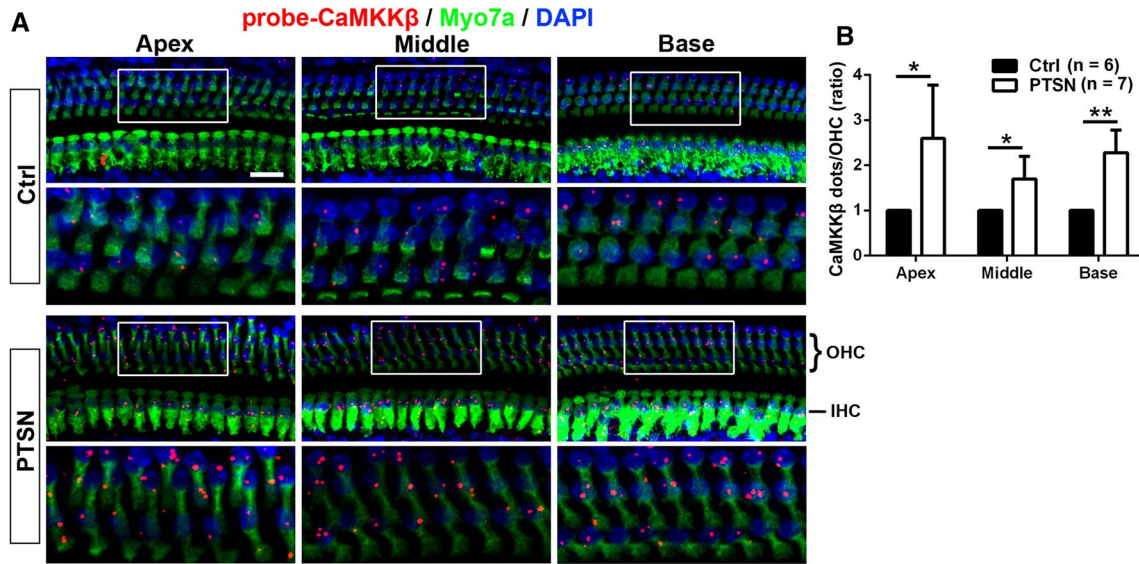 A
probe-CaMKKβ / Myo7a / DAPI
Apex
Middle
Base
Ctrl
PTSN
OHC
IHC
B
Ctrl (n = 6)
PTSN (n = 7)
CaMKKβ dots/OHC (ratio)
4
3
2
1
0
*
*
**
Apex
Middle
Base